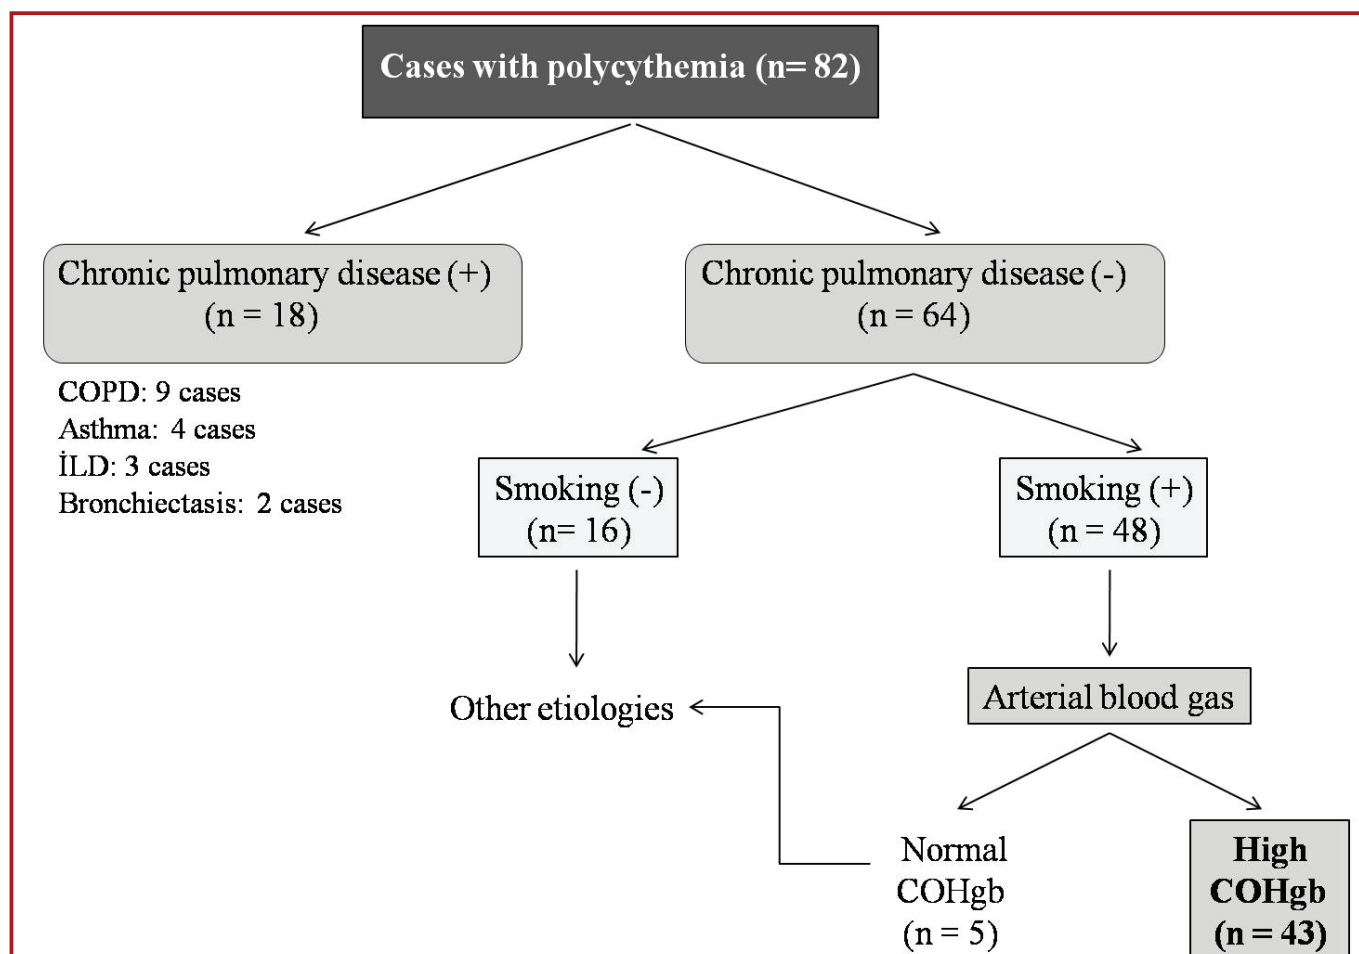 Cases with polycythemia (n= 82)
Chronic pulmonary disease (+)
(n = 18)
Chronic pulmonary disease (-)
(n = 64)
COPD: 9 cases
Asthma: 4 cases
İLD: 3 cases
Bronchiectasis: 2 cases
Smoking (-)
(n= 16)
Smoking (+)
(n = 48)
Other etiologies
Arterial blood gas
Normal
COHgb
(n = 5)
High
COHgb
(n = 43)